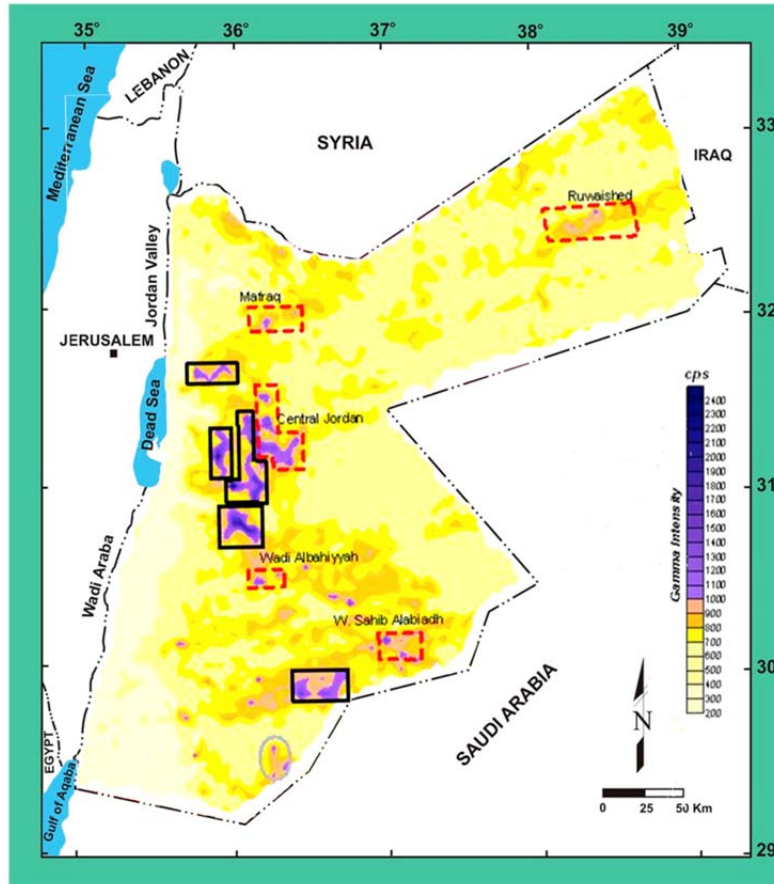 35°
36°
37°
38°
39°
Mediterranean Sea
LEBANON
SYRIA
IRAQ
33
Ruwaished
Jordan Valley
Mafraq
32
JERUSALEM
cps
Dead Sea
Central Jordan
2400
2100
2000
1900
1800
1700
1600
1500
1400
1300
1200
1100
1000
900
800
700
600
500
400
300
200
Gamma Intensity
31
Wadi Araba
Wadi Albahiyyah
W. Sahib Alabiadh
30
SAUDI ARABIA
N
EGYPT
Gulf of Aqaba
0 25 50 Km
29